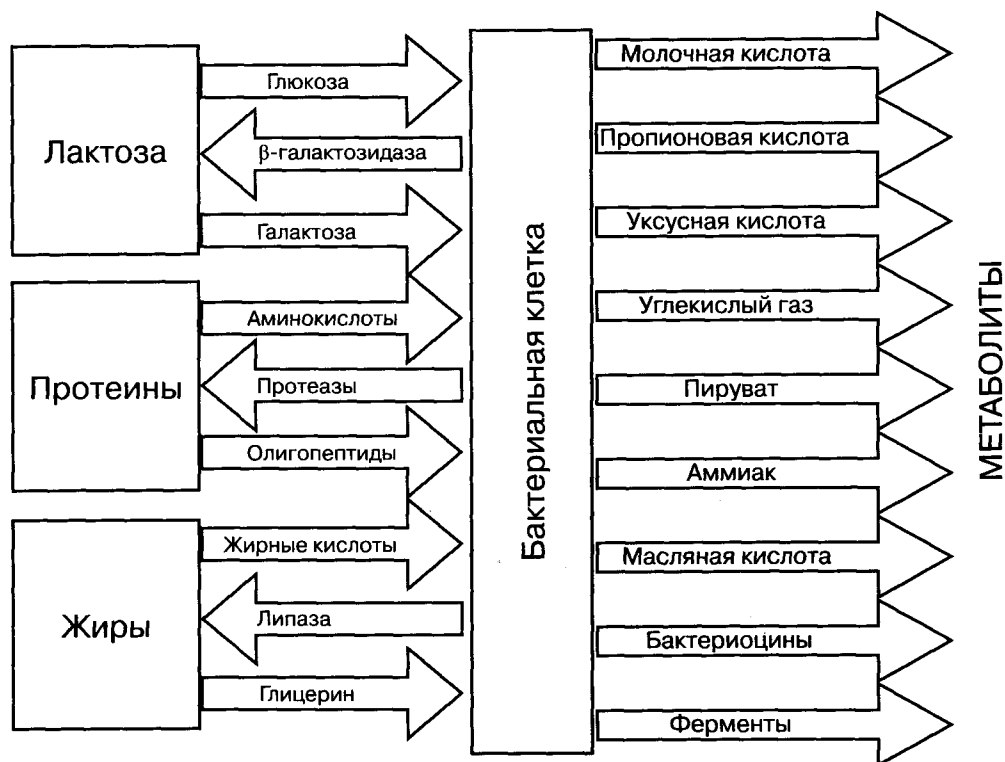 Лактоза
Глюкоза
β-галактозидаза
Галактоза
Протеины
Аминокислоты
Протеазы
Олигопептиды
Жиры
Жирные кислоты
Липаза
Глицерин
Бактериальная клетка
Молочная кислота
Пропионовая кислота
Уксусная кислота
Углекислый газ
Пируват
Аммиак
Масляная кислота
Бактериоцины
Ферменты
МЕТАБОЛИТЫ